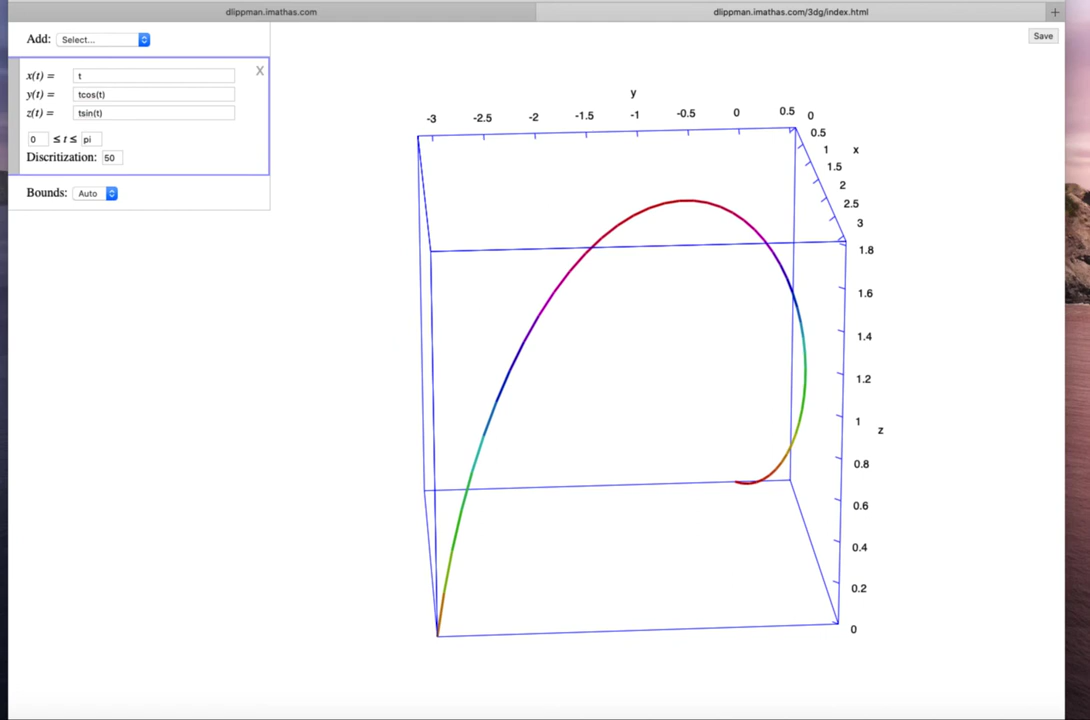 dlippman.imathas.com
dlippman.imathas.com/3dg/index.html
+
Add: Select...
Save
X
x(t) = t
y(t) = tcos(t)
z(t) = tsin(t)
0 ≤ t ≤ pi
Discritization: 50
Bounds: Auto
y
-3 -2.5 -2 -1.5 -1 -0.5 0 0.5
0
0.5
1
x
1.5
2
2.5
3
1.8
1.6
1.4
1.2
1
z
0.8
0.6
0.4
0.2
0